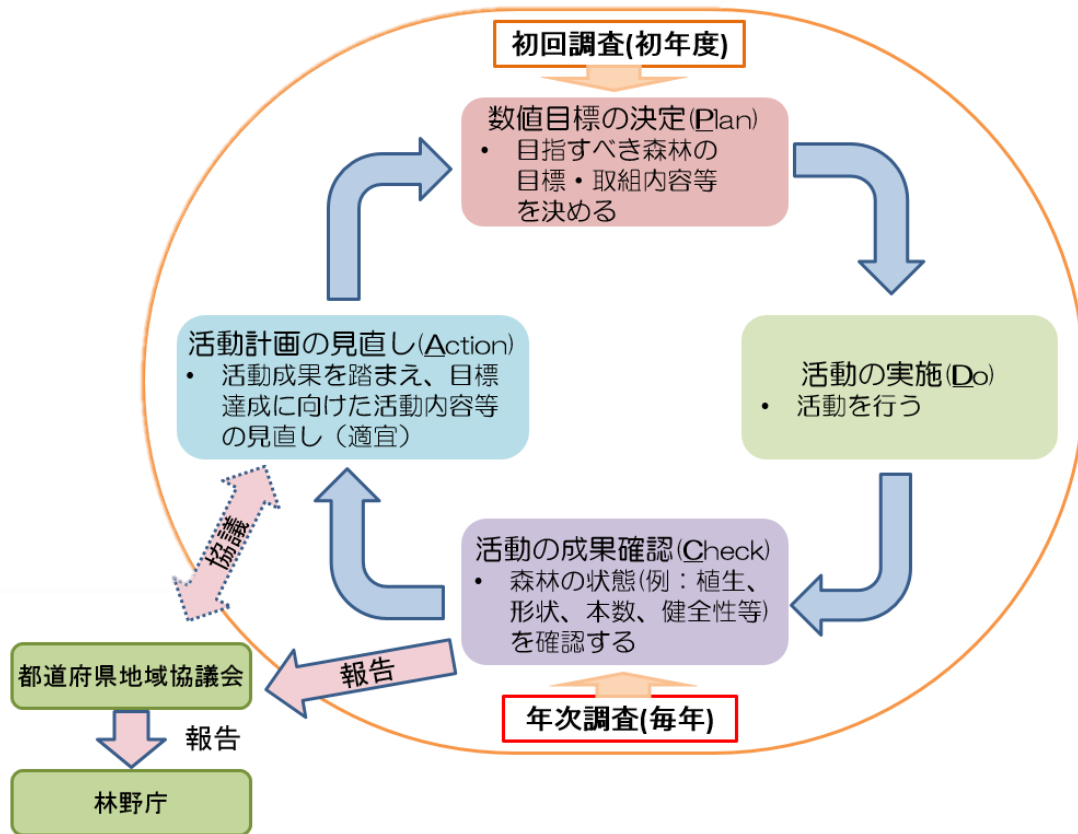 初回調査(初年度)
数値目標の決定(Plan)
• 目指すべき森林の
目標・取組内容等
を決める
活動計画の見直し(Action)
• 活動成果を踏まえ、目標
達成に向けた活動内容等
の見直し（適宜）
活動の実施(Do)
• 活動を行う
活動の成果確認(Check)
• 森林の状態(例：植生、
形状、本数、健全性等)
を確認する
協議
報告
年次調査(毎年)
都道府県地域協議会
報告
林野庁